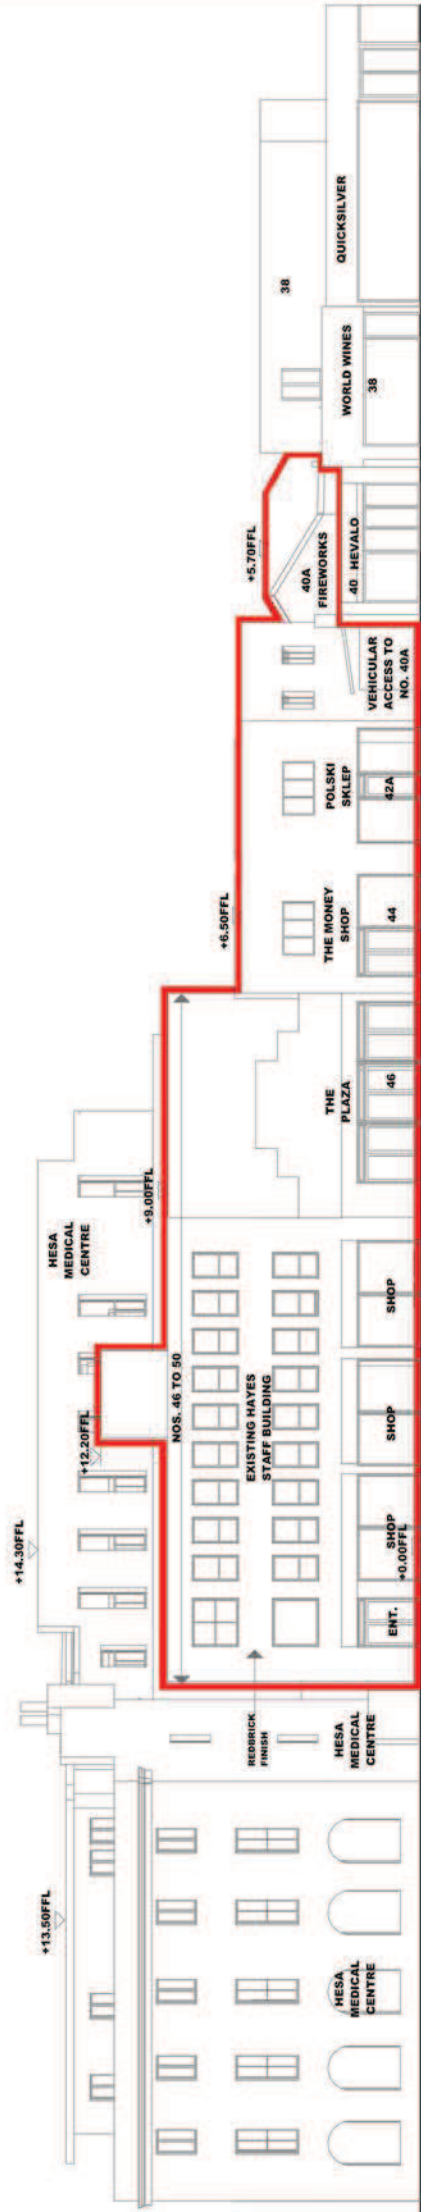 +13.50FFL
HESA
MEDICAL
CENTRE
+14.30FFL
REDBRICK
FINISH
HESA
MEDICAL
CENTRE
HESA
MEDICAL
CENTRE
+12.20FFL
+9.00FFL
NOS. 46 TO 50
EXISTING HAYES
STAFF BUILDING
ENT.
SHOP
+0.00FFL
SHOP
SHOP
THE
PLAZA
46
+6.50FFL
THE MONEY
SHOP
44
POLSKI
SKLEP
42A
VEHICULAR
ACCESS TO
NO. 40A
+5.70FFL
40A
FIREWORKS
40 HEVALO
38
WORLD WINES
38
QUICKSILVER